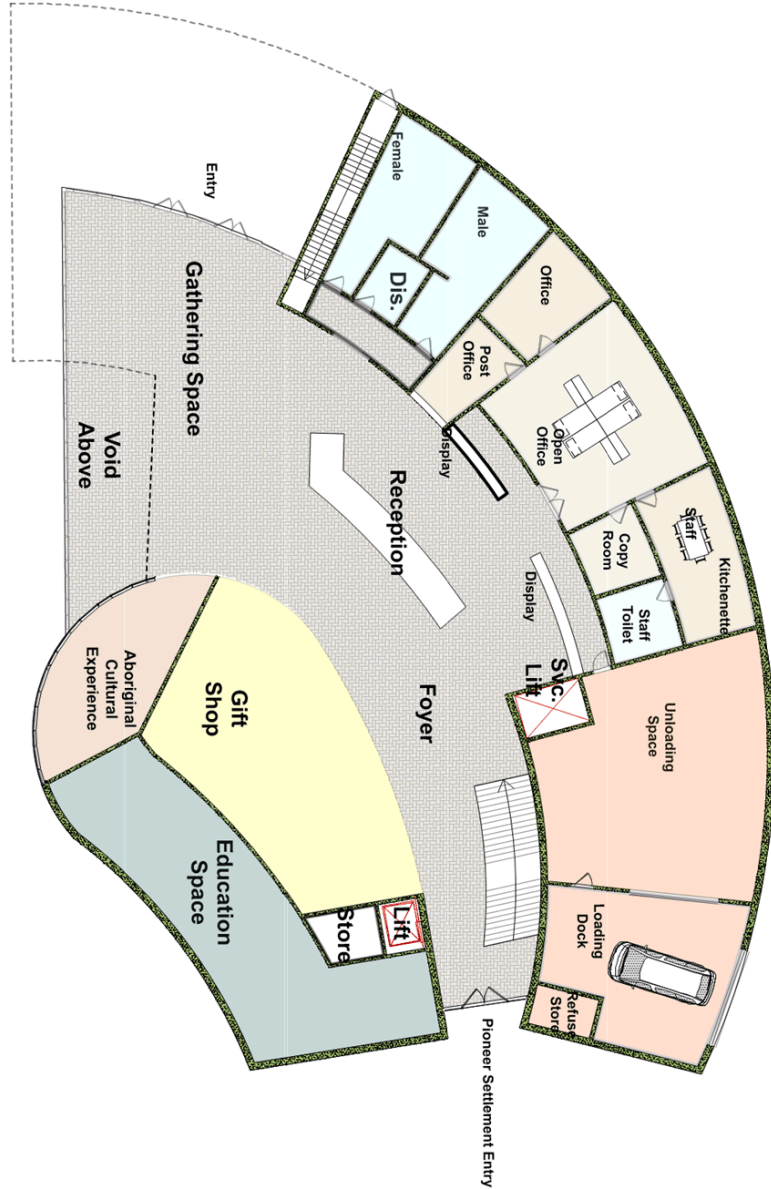 Entry
Female
Male
Dis.
Office
Gathering Space
Post
Office
Void
Above
Display
Open
Office
Reception
Staff
Kitchenette
Copy
Room
Display
Staff
Toilet
Svc.
Lift
Aboriginal
Cultural
Experience
Gift
Shop
Foyer
Unloading
Space
Education
Space
Store
Lift
Loading
Dock
Refuse
Store
Pioneer Settlement Entry